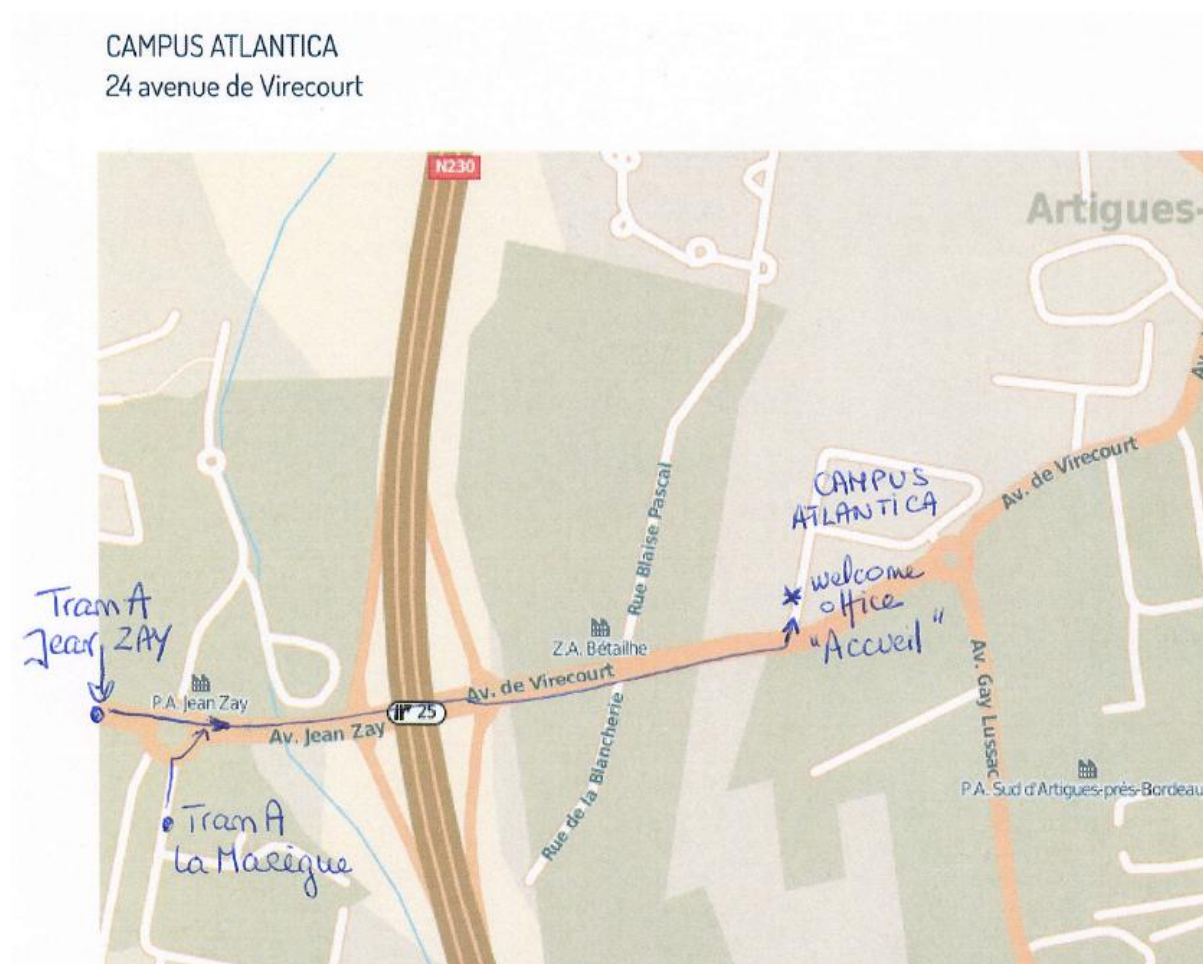 CAMPUS ATLANTICA
24 avenue de Virecourt
N230
Artigues-
Av. de Virecourt
Rue Blaise Pascal
CAMPUS
ATLANTICA
welcome
office
"Accueil"
Tram A
Jean ZAY
Z.A. Bétailhe
P.A. Jean Zay
Av. de Virecourt
25
Av. Jean Zay
Rue de la Blancherie
Av. Gay Lussac
P.A. Sud d'Artigues-près-Bordeau
Tram A
La Marègue
Av